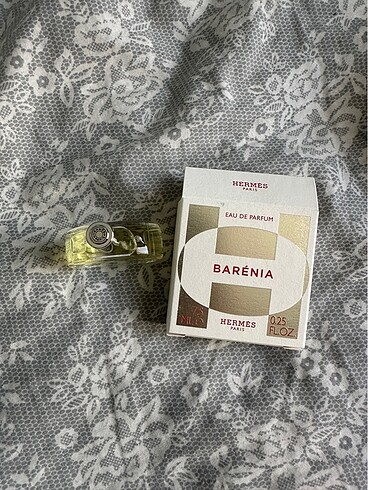 HERMÈS
PARIS
EAU DE PARFUM
BARÉNIA
HERMÈS
PARIS
0.25
FL.OZ